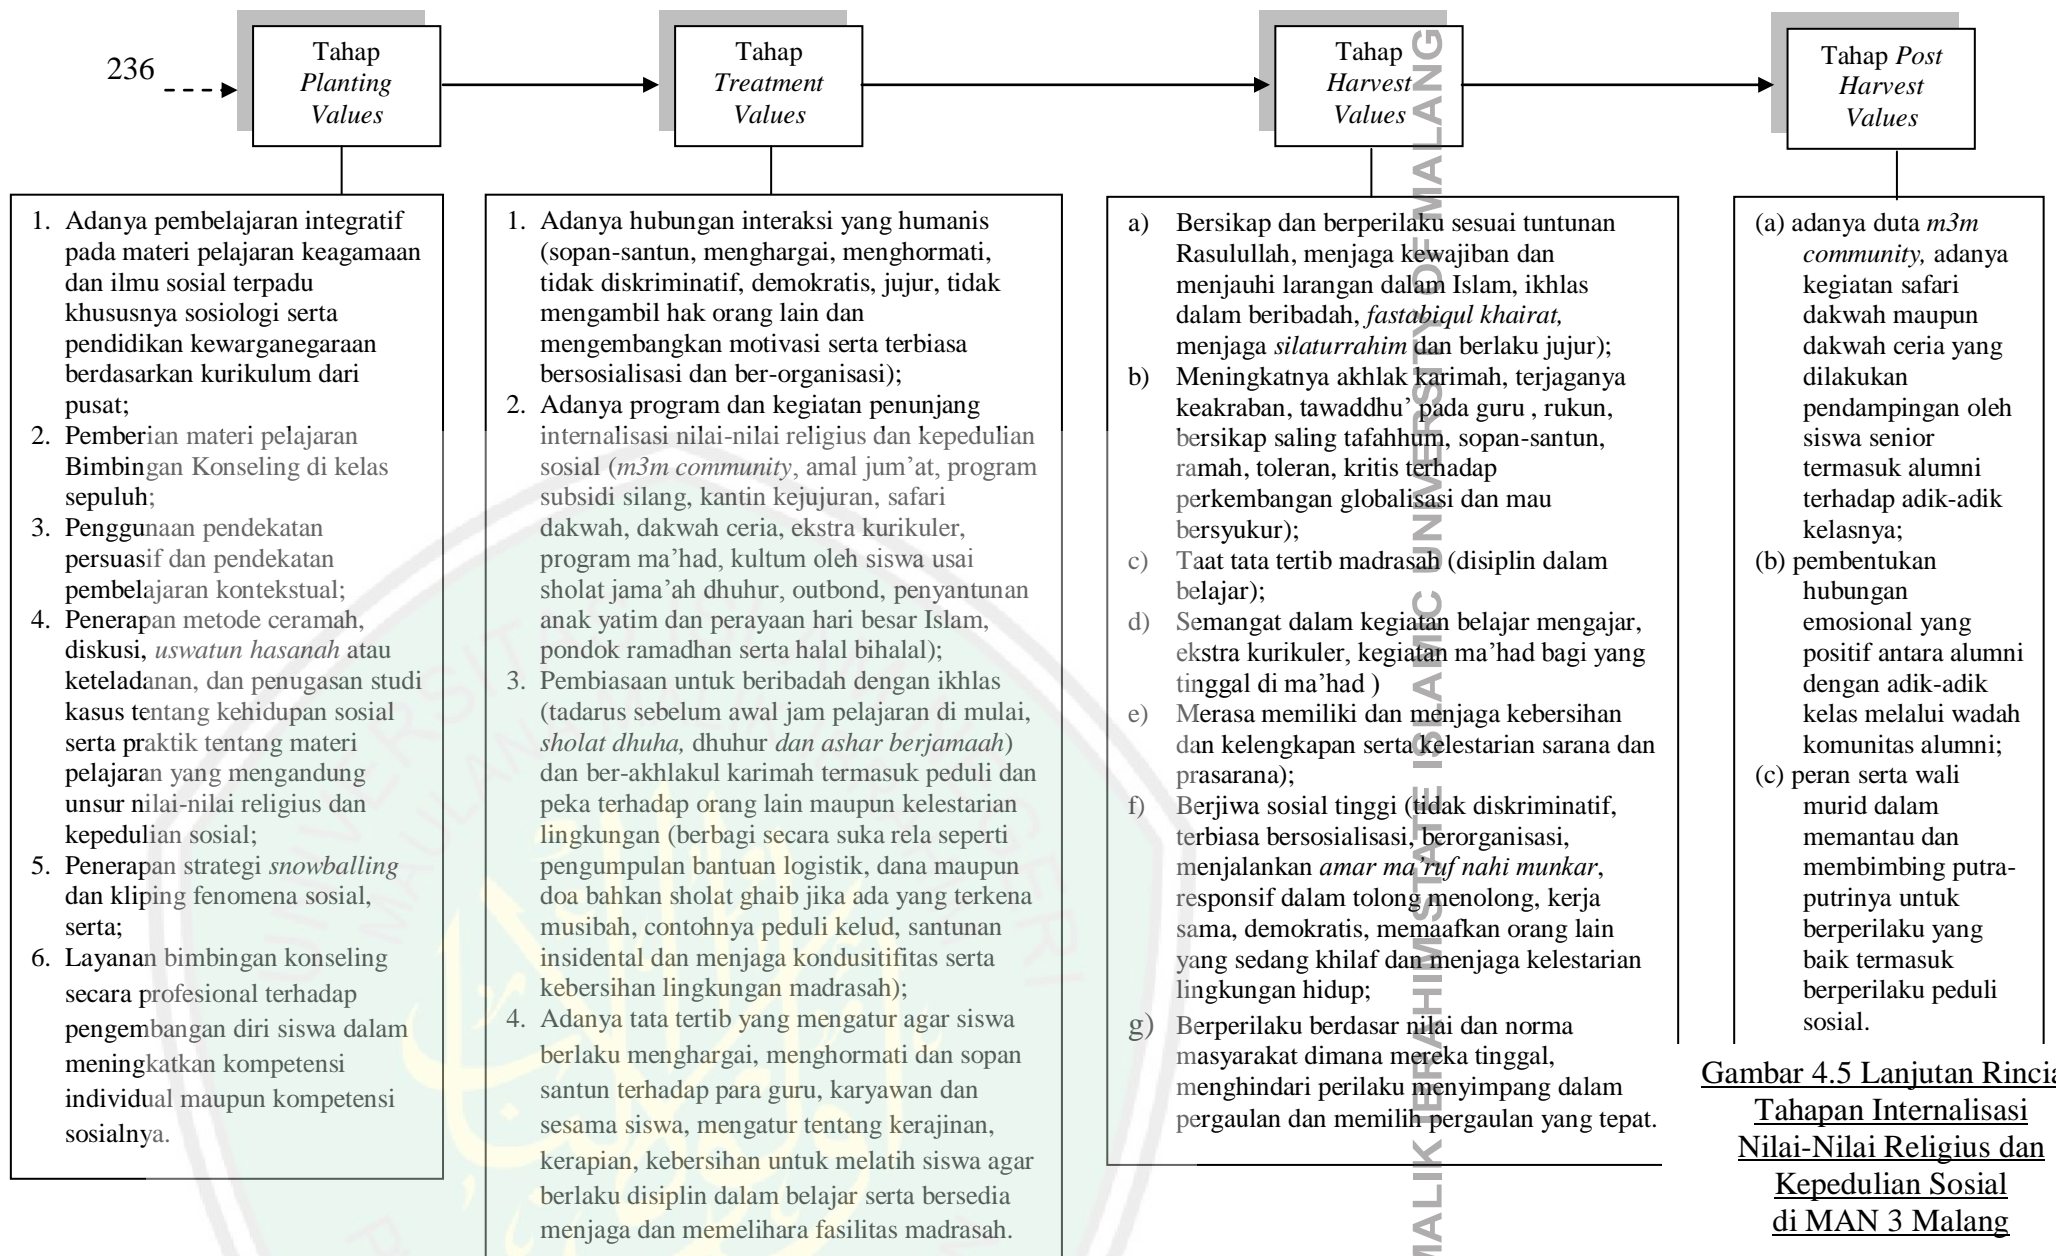 236
Tahap
Planting
Values
Tahap
Treatment
Values
Tahap
Harvest
Values
Tahap Post
Harvest
Values
1. Adanya pembelajaran integratif
pada materi pelajaran keagamaan
dan ilmu sosial terpadu
khususnya sosiologi serta
pendidikan kewarganegaraan
berdasarkan kurikulum dari
pusat;
2. Pemberian materi pelajaran
Bimbingan Konseling di kelas
sepuluh;
3. Penggunaan pendekatan
persuasif dan pendekatan
pembelajaran kontekstual;
4. Penerapan metode ceramah,
diskusi, uswatun hasanah atau
keteladanan, dan penugasan studi
kasus tentang kehidupan sosial
serta praktik tentang materi
pelajaran yang mengandung
unsur nilai-nilai religius dan
kepedulian sosial;
5. Penerapan strategi snowballing
dan kliping fenomena sosial,
serta;
6. Layanan bimbingan konseling
secara profesional terhadap
pengembangan diri siswa dalam
meningkatkan kompetensi
individual maupun kompetensi
sosialnya.
1. Adanya hubungan interaksi yang humanis
(sopan-santun, menghargai, menghormati,
tidak diskriminatif, demokratis, jujur, tidak
mengambil hak orang lain dan
mengembangkan motivasi serta terbiasa
bersosialisasi dan ber-organisasi);
2. Adanya program dan kegiatan penunjang
internalisasi nilai-nilai religius dan kepedulian
sosial (m3m community, amal jum’at, program
subsidi silang, kantin kejujuran, safari
dakwah, dakwah ceria, ekstra kurikuler,
program ma’had, kultum oleh siswa usai
sholat jama’ah dhuhur, outbond, penyantunan
anak yatim dan perayaan hari besar Islam,
pondok ramadhan serta halal bihalal);
3. Pembiasaan untuk beribadah dengan ikhlas
(tadarus sebelum awal jam pelajaran di mulai,
sholat dhuha, dhuhur dan ashar berjamaah)
dan ber-akhlakul karimah termasuk peduli dan
peka terhadap orang lain maupun kelestarian
lingkungan (berbagi secara suka rela seperti
pengumpulan bantuan logistik, dana maupun
doa bahkan sholat ghaib jika ada yang terkena
musibah, contohnya peduli kelud, santunan
insidental dan menjaga kondusitifitas serta
kebersihan lingkungan madrasah);
4. Adanya tata tertib yang mengatur agar siswa
berlaku menghargai, menghormati dan sopan
santun terhadap para guru, karyawan dan
sesama siswa, mengatur tentang kerajinan,
kerapian, kebersihan untuk melatih siswa agar
berlaku disiplin dalam belajar serta bersedia
menjaga dan memelihara fasilitas madrasah.
a) Bersikap dan berperilaku sesuai tuntunan
Rasulullah, menjaga kewajiban dan
menjauhi larangan dalam Islam, ikhlas
dalam beribadah, fastabiqul khairat,
menjaga silaturrahim dan berlaku jujur);
b) Meningkatnya akhlak karimah, terjaganya
keakraban, tawaddhu’ pada guru , rukun,
bersikap saling tafahhum, sopan-santun,
ramah, toleran, kritis terhadap
perkembangan globalisasi dan mau
bersyukur);
c) Taat tata tertib madrasah (disiplin dalam
belajar);
d) Semangat dalam kegiatan belajar mengajar,
ekstra kurikuler, kegiatan ma’had bagi yang
tinggal di ma’had )
e) Merasa memiliki dan menjaga kebersihan
dan kelengkapan serta kelestarian sarana dan
prasarana);
f) Berjiwa sosial tinggi (tidak diskriminatif,
terbiasa bersosialisasi, berorganisasi,
menjalankan amar ma’ruf nahi munkar,
responsif dalam tolong menolong, kerja
sama, demokratis, memaafkan orang lain
yang sedang khilaf dan menjaga kelestarian
lingkungan hidup;
g) Berperilaku berdasar nilai dan norma
masyarakat dimana mereka tinggal,
menghindari perilaku menyimpang dalam
pergaulan dan memilih pergaulan yang tepat.
(a) adanya duta m3m
community, adanya
kegiatan safari
dakwah maupun
dakwah ceria yang
dilakukan
pendampingan oleh
siswa senior
termasuk alumni
terhadap adik-adik
kelasnya;
(b) pembentukan
hubungan
emosional yang
positif antara alumni
dengan adik-adik
kelas melalui wadah
komunitas alumni;
(c) peran serta wali
murid dalam
memantau dan
membimbing putra-
putrinya untuk
berperilaku yang
baik termasuk
berperilaku peduli
sosial.
Gambar 4.5 Lanjutan Rincia
Tahapan Internalisasi
Nilai-Nilai Religius dan
Kepedulian Sosial
di MAN 3 Malang
MALIK IBRAHIM STATE ISLAMIC UNIVERSITY OF MALANG